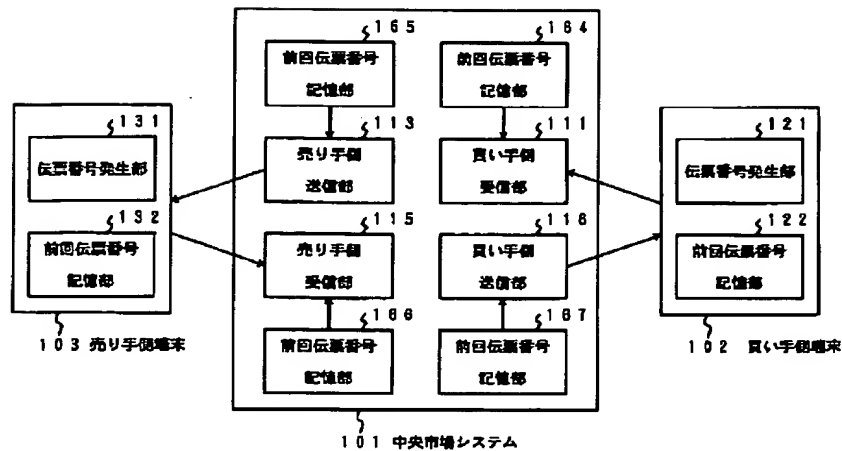 165
164
前回伝票番号
記憶部
前回伝票番号
記憶部
131
113
111
121
伝票番号発生部
売り手側
送信部
買い手側
受信部
伝票番号発生部
132
115
116
122
前回伝票番号
記憶部
売り手側
受信部
買い手側
送信部
前回伝票番号
記憶部
166
167
103 売り手側端末
前回伝票番号
記憶部
前回伝票番号
記憶部
102 買い手側端末
101 中央市場システム